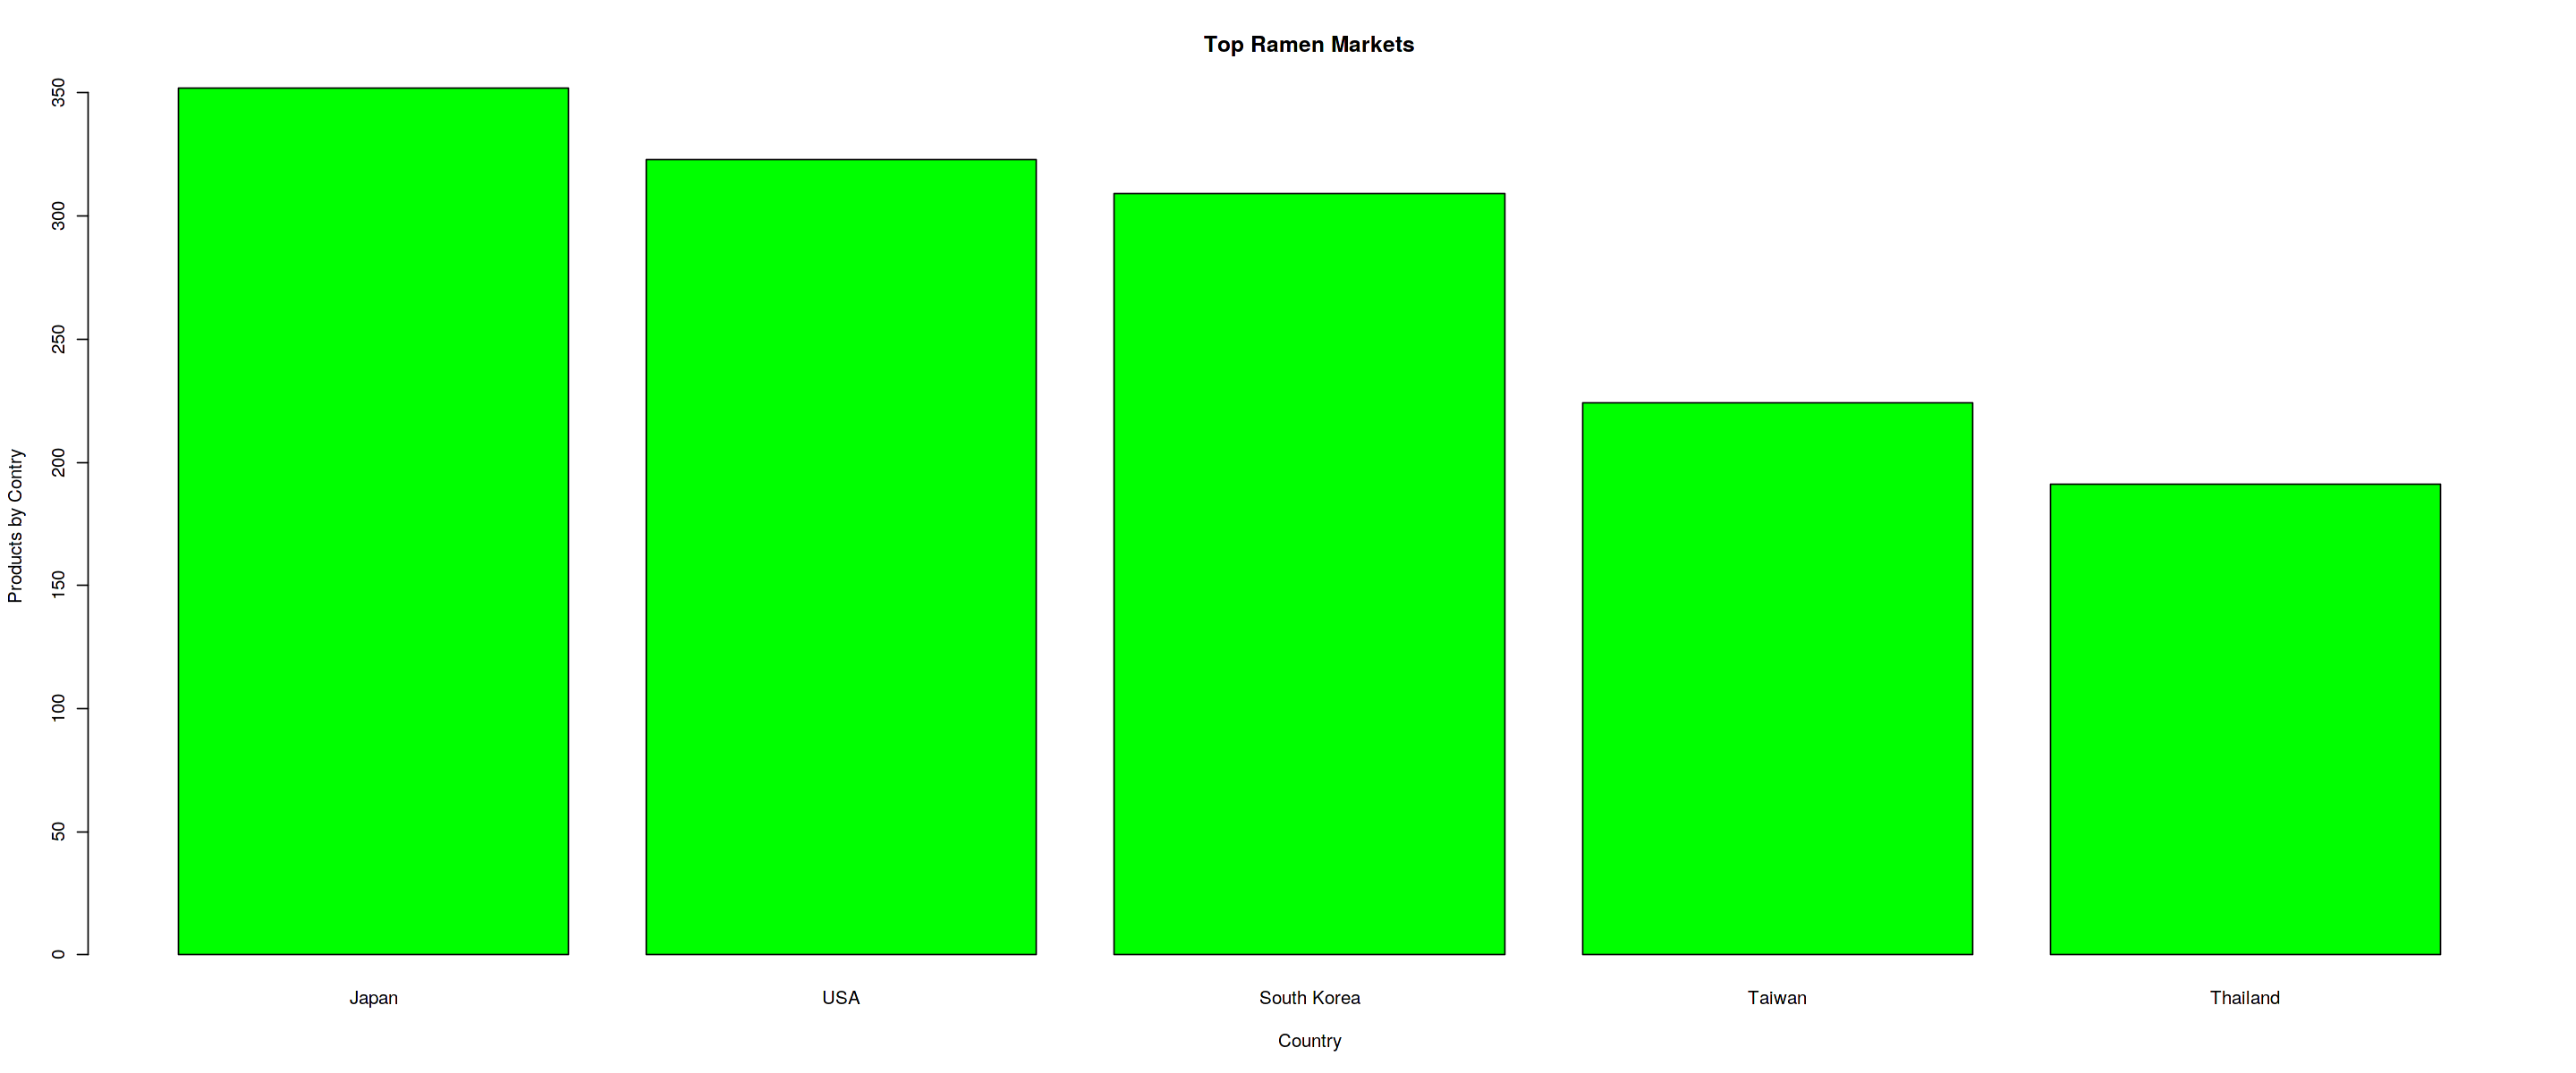 Top Ramen Markets
Products by Contry
350
300
250
200
150
100
50
0
Japan
USA
South Korea
Taiwan
Thailand
Country